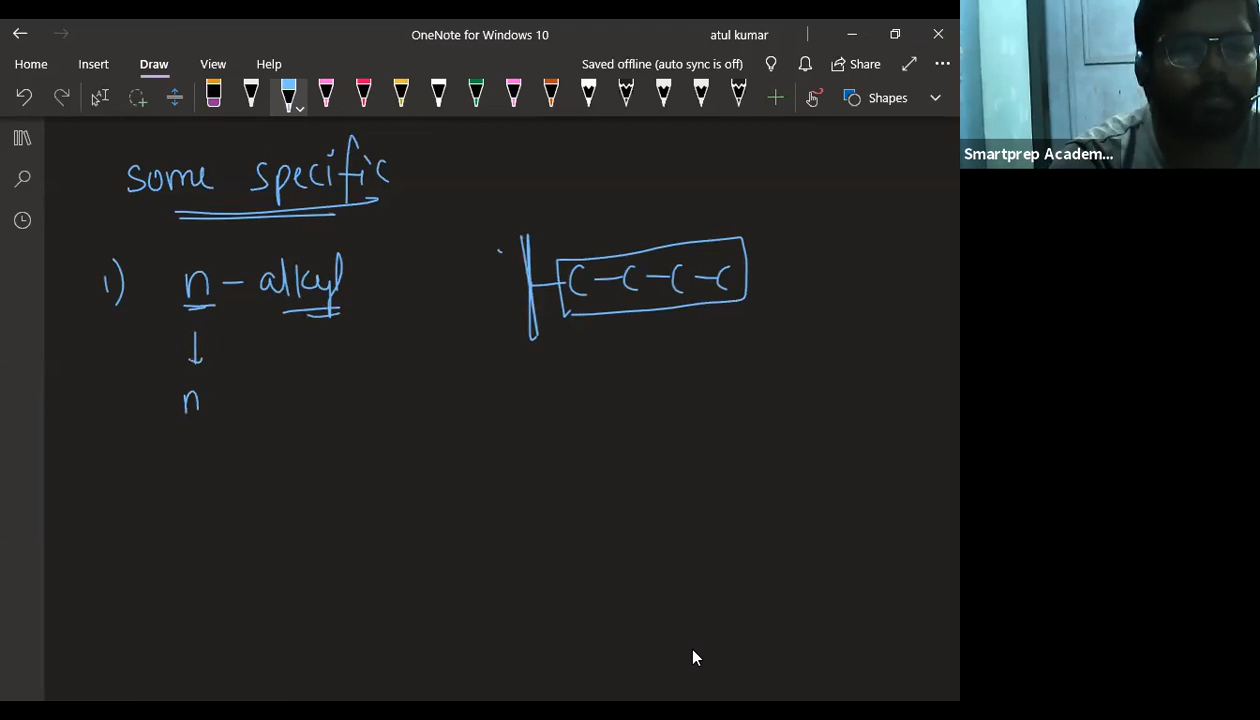 OneNote for Windows 10
atul kumar
Home Insert Draw View Help
Saved offline (auto sync is off)
Share
Shapes
Smartprep Academ...
some specific
1) n - alkyl
C - C - C - C
n